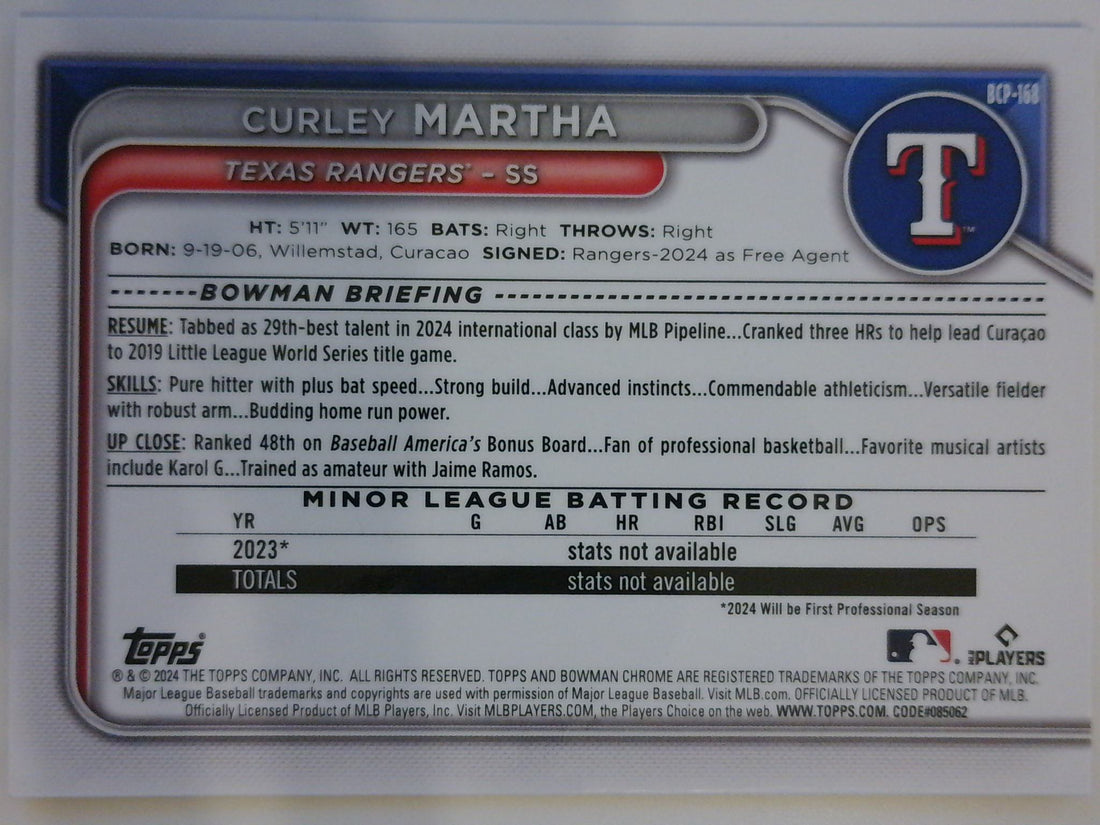 BCP-168
CURLEY MARTHA
TEXAS RANGERS™ - SS
T™
HT: 5'11" WT: 165 BATS: Right THROWS: Right
BORN: 9-19-06, Willemstad, Curacao SIGNED: Rangers-2024 as Free Agent
BOWMAN BRIEFING
RESUME: Tabbed as 29th-best talent in 2024 international class by MLB Pipeline...Cranked three HRs to help lead Curaçao
to 2019 Little League World Series title game.
SKILLS: Pure hitter with plus bat speed...Strong build...Advanced instincts...Commendable athleticism...Versatile fielder
with robust arm...Budding home run power.
UP CLOSE: Ranked 48th on Baseball America's Bonus Board...Fan of professional basketball...Favorite musical artists
include Karol G...Trained as amateur with Jaime Ramos.
MINOR LEAGUE BATTING RECORD
YR G AB HR RBI SLG AVG OPS
2023* stats not available
TOTALS stats not available
*2024 Will be First Professional Season
topps®
PLAYERS
® & © 2024 THE TOPPS COMPANY, INC. ALL RIGHTS RESERVED. TOPPS AND BOWMAN CHROME ARE REGISTERED TRADEMARKS OF THE TOPPS COMPANY, INC.
Major League Baseball trademarks and copyrights are used with permission of Major League Baseball. Visit MLB.com. OFFICIALLY LICENSED PRODUCT OF MLB.
Officially Licensed Product of MLB Players, Inc. Visit MLBPLAYERS.COM, the Players Choice on the web. WWW.TOPPS.COM. CODE#085062